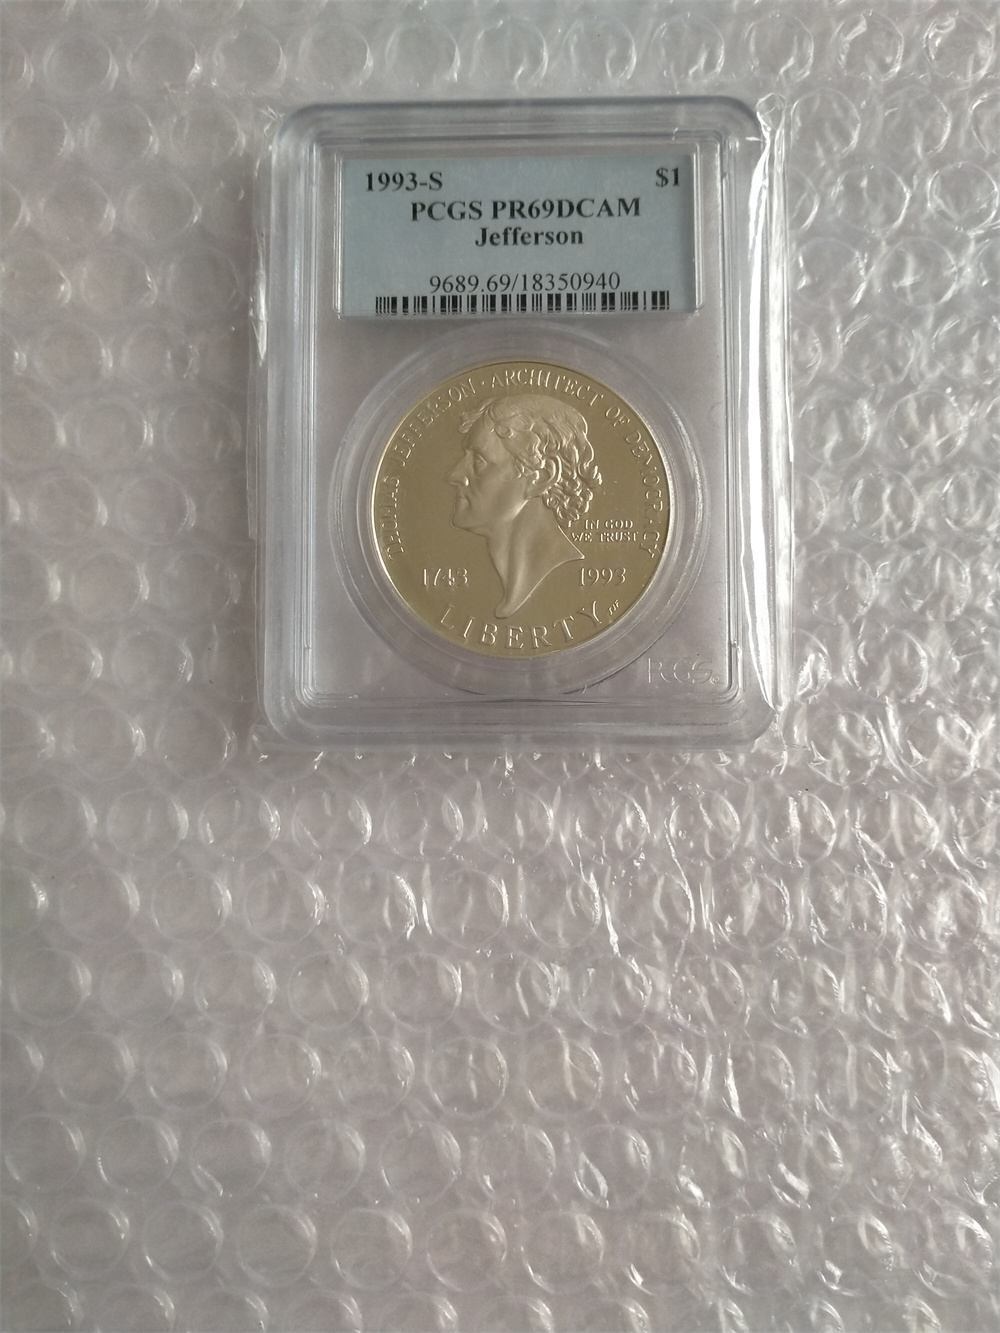 1993-S $1
PCGS PR69DCAM
Jefferson
9689.69/18350940
THOMAS JEFFERSON · ARCHITECT OF DEMOCRACY
IN GOD
WE TRUST
1743 1993
LIBERTY
PCGS